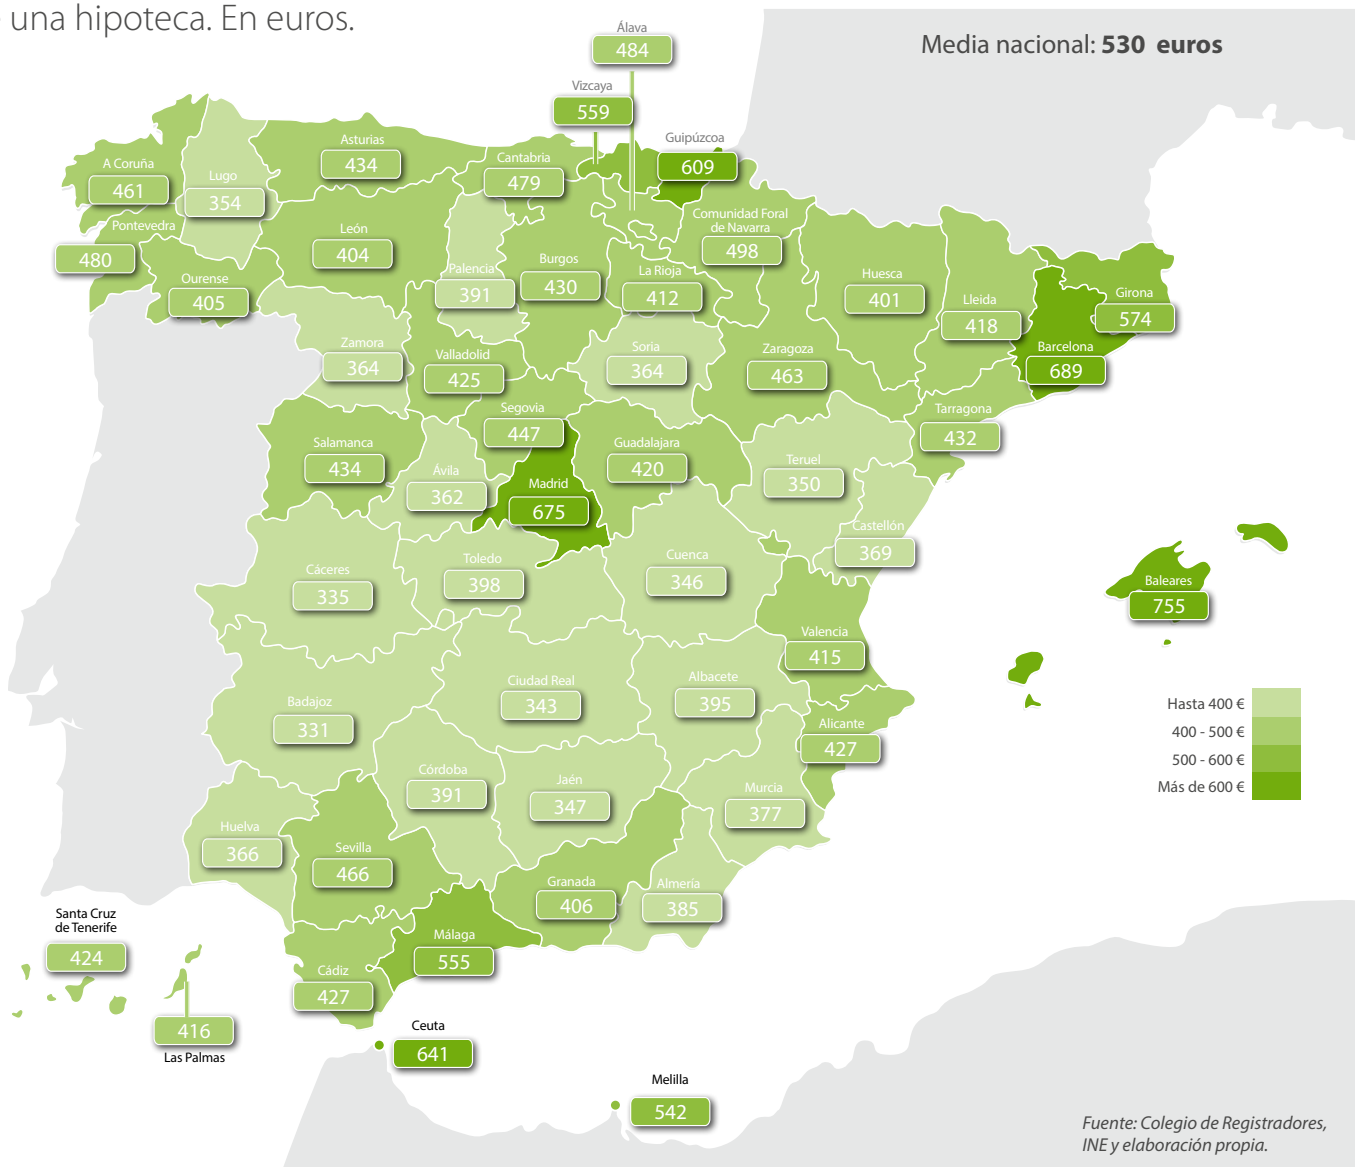 una hipoteca. En euros.
Media nacional: 530 euros
Álava
484
Vizcaya
559
Guipúzcoa
609
Asturias
434
Cantabria
479
A Coruña
461
Lugo
354
Pontevedra
480
Ourense
405
León
404
Palencia
391
Burgos
430
La Rioja
412
Comunidad Foral
de Navarra
498
Huesca
401
Lleida
418
Girona
574
Barcelona
689
Zamora
364
Valladolid
425
Soria
364
Zaragoza
463
Tarragona
432
Segovia
447
Salamanca
434
Ávila
362
Madrid
675
Guadalajara
420
Teruel
350
Castellón
369
Cáceres
335
Toledo
398
Cuenca
346
Baleares
755
Valencia
415
Badajoz
331
Ciudad Real
343
Albacete
395
Alicante
427
Hasta 400 €
400 - 500 €
500 - 600 €
Más de 600 €
Córdoba
391
Jaén
347
Murcia
377
Huelva
366
Sevilla
466
Granada
406
Almería
385
Málaga
555
Cádiz
427
Santa Cruz
de Tenerife
424
416
Las Palmas
Ceuta
641
Melilla
542
Fuente: Colegio de Registradores,
INE y elaboración propia.